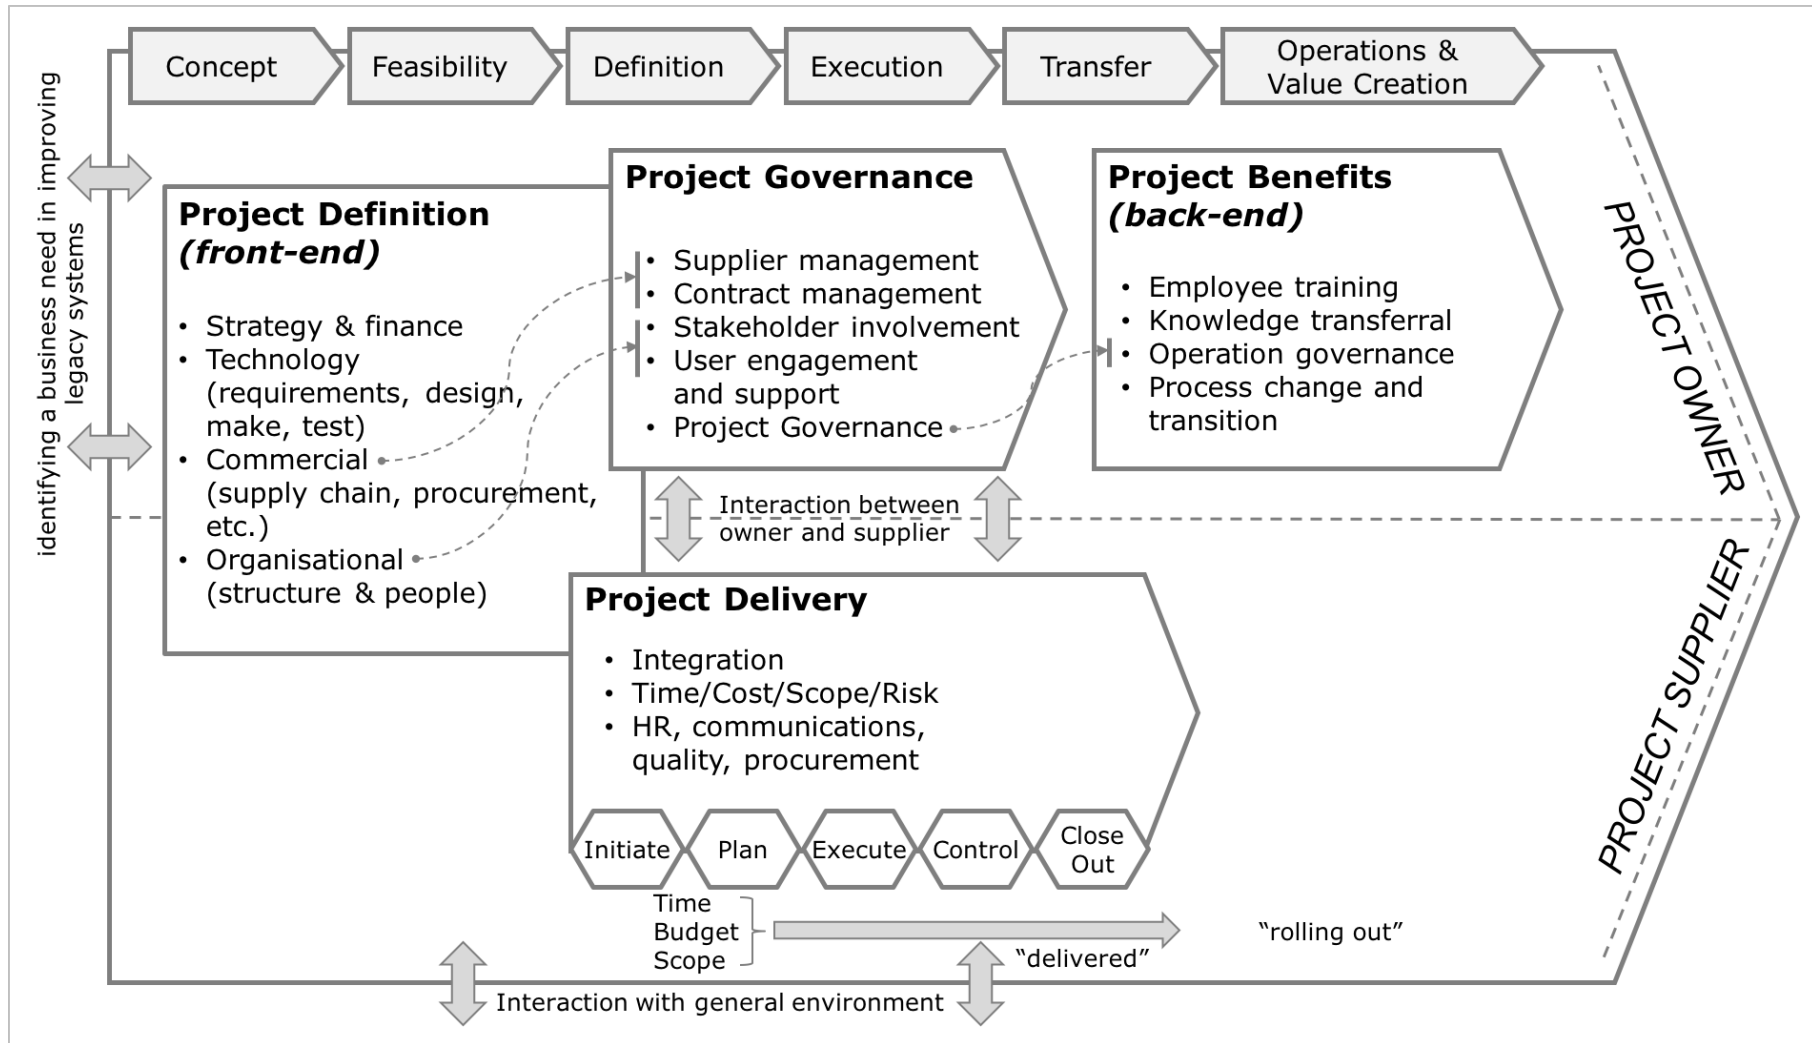 Concept
Feasibility
Definition
Execution
Transfer
Operations &
Value Creation
identifying a business need in improving
legacy systems
Project Definition
(front-end)
• Strategy & finance
• Technology
(requirements, design,
make, test)
• Commercial
(supply chain, procurement,
etc.)
• Organisational
(structure & people)
Project Governance
• Supplier management
• Contract management
• Stakeholder involvement
• User engagement
and support
• Project Governance
Project Benefits
(back-end)
• Employee training
• Knowledge transferral
• Operation governance
• Process change and
transition
PROJECT OWNER
Interaction between
owner and supplier
PROJECT SUPPLIER
Project Delivery
• Integration
• Time/Cost/Scope/Risk
• HR, communications,
quality, procurement
Initiate
Plan
Execute
Control
Close
Out
Time
Budget
Scope
“delivered”
“rolling out”
Interaction with general environment